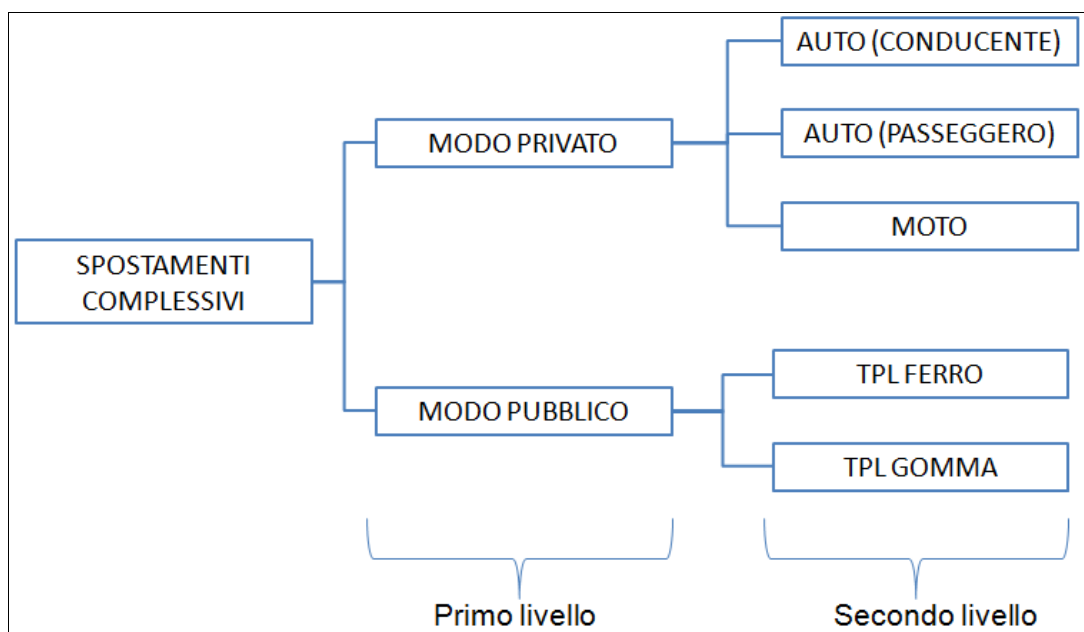 AUTO (CONDUCENTE)
AUTO (PASSEGGERO)
MODO PRIVATO
MOTO
SPOSTAMENTI
COMPLESSIVI
TPL FERRO
MODO PUBBLICO
TPL GOMMA
Primo livello
Secondo livello